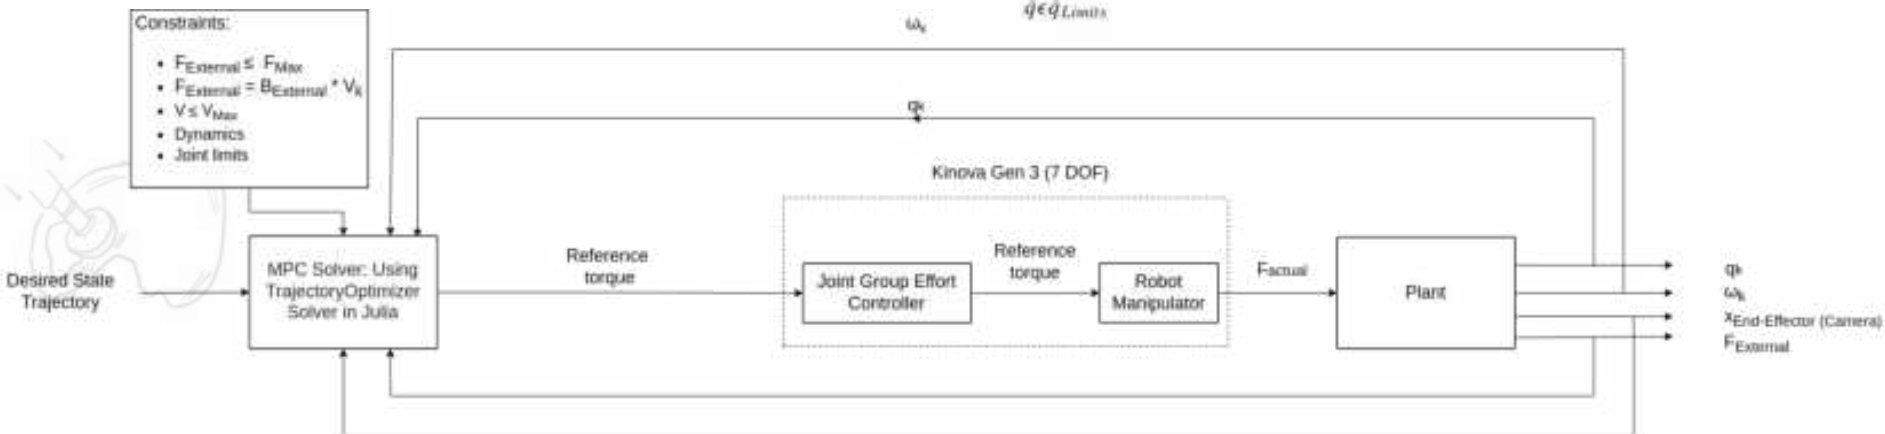 q̇ϵq̇Limits
ωk
Constraints:
• FExternal ≤ FMax
• FExternal = BExternal * Vk
• V ≤ VMax
• Dynamics
• Joint limits
qk
Kinova Gen 3 (7 DOF)
Desired State
Trajectory
MPC Solver: Using
TrajectoryOptimizer
Solver in Julia
Reference
torque
Joint Group Effort
Controller
Reference
torque
Robot
Manipulator
Factual
Plant
qk
ωk
xEnd-Effector (Camera)
FExternal